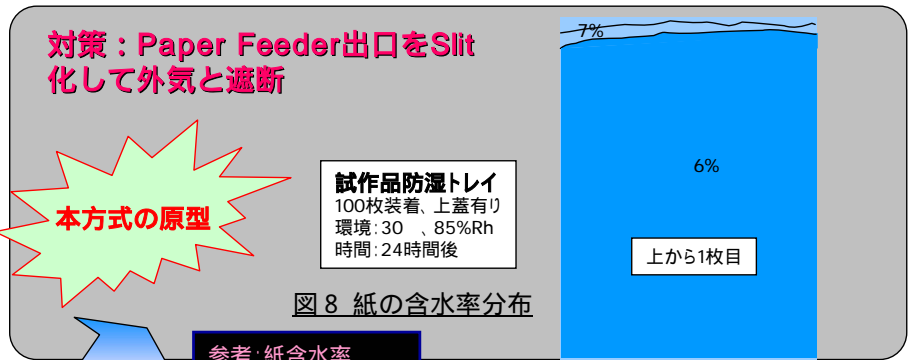 対策：Paper Feeder出口をSlit
化して外気と遮断
7%
6%
本方式の原型
試作品防湿トレイ
100枚装着、上蓋有り
環境：30　、85%Rh
時間：24時間後
上から1枚目
図８ 紙の含水率分布
参考：紙含水率